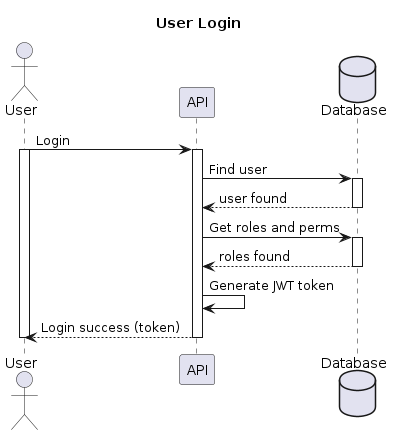 User Login
User
API
Database
Login
Find user
user found
Get roles and perms
roles found
Generate JWT token
Login success (token)
User
API
Database